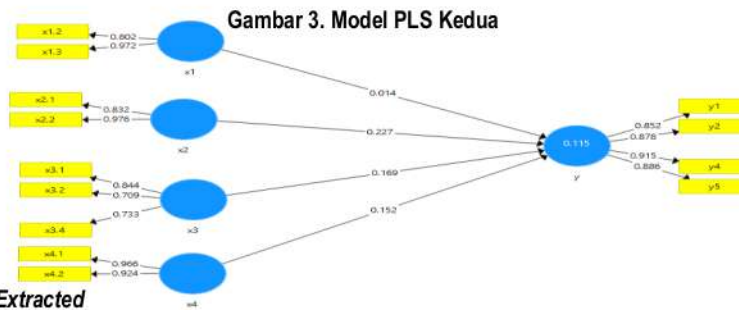 Gambar 3. Model PLS Kedua
x1.2
x1.3
0.802
0.972
x1
x2.1
x2.2
0.832
0.976
x2
x3.1
x3.2
x3.4
0.844
0.709
0.733
x3
x4.1
x4.2
0.966
0.924
x4
0.014
0.227
0.169
0.152
0.115
y
0.852
0.878
0.915
0.886
y1
y2
y4
y5
Extracted